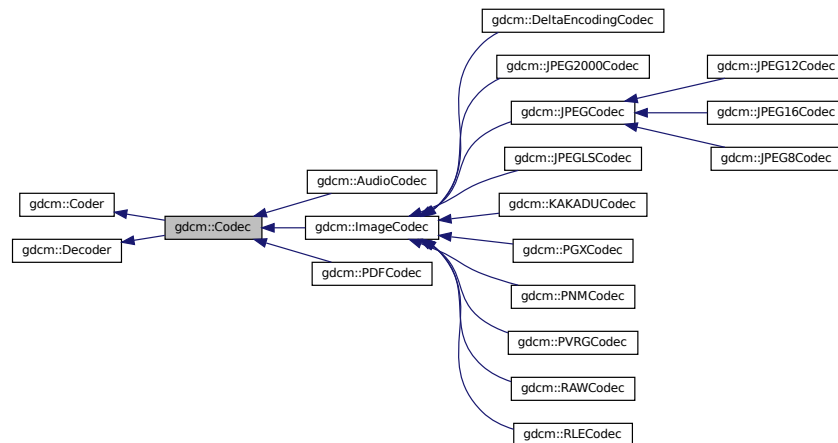 gdcm::DeltaEncodingCodec
gdcm::JPEG2000Codec
gdcm::JPEG12Codec
gdcm::JPEGCodec
gdcm::JPEG16Codec
gdcm::JPEGLSCodec
gdcm::JPEG8Codec
gdcm::AudioCodec
gdcm::Coder
gdcm::KAKADUCodec
gdcm::Codec
gdcm::ImageCodec
gdcm::Decoder
gdcm::PGXCodec
gdcm::PDFCodec
gdcm::PNMCodec
gdcm::PVRGCodec
gdcm::RAWCodec
gdcm::RLECodec